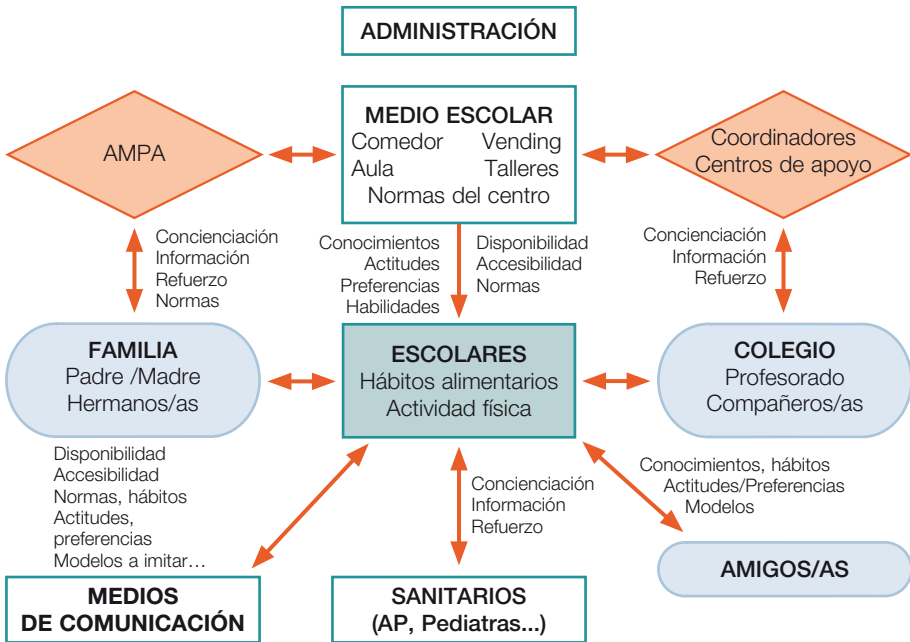 ADMINISTRACIÓN
MEDIO ESCOLAR
Comedor Vending
Aula Talleres
Normas del centro
AMPA
Coordinadores
Centros de apoyo
Concienciación
Información
Refuerzo
Normas
Conocimientos
Actitudes
Preferencias
Habilidades
Disponibilidad
Accesibilidad
Normas
Concienciación
Información
Refuerzo
FAMILIA
Padre /Madre
Hermanos/as
ESCOLARES
Hábitos alimentarios
Actividad física
COLEGIO
Profesorado
Compañeros/as
Disponibilidad
Accesibilidad
Normas, hábitos
Actitudes,
preferencias
Modelos a imitar...
Concienciación
Información
Refuerzo
Conocimientos, hábitos
Actitudes/Preferencias
Modelos
MEDIOS
DE COMUNICACIÓN
SANITARIOS
(AP, Pediatras...)
AMIGOS/AS